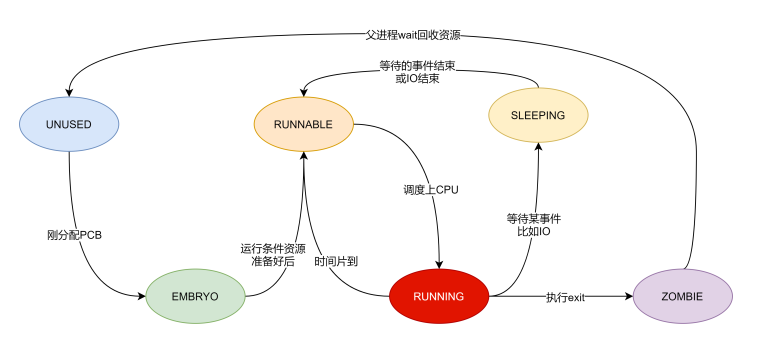 父进程wait回收资源
等待的事件结束
或IO结束
UNUSED
RUNNABLE
SLEEPING
调度上CPU
等待某事件
比如IO
刚分配PCB
运行条件资源
准备好后
时间片到
EMBRYO
RUNNING
执行exit
ZOMBIE